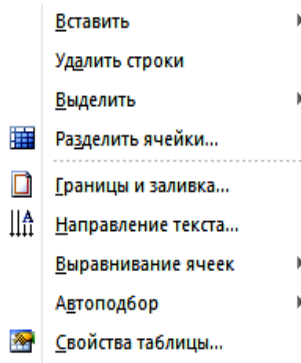 Вставить
Удалить строки
Выделить
Разделить ячейки...
Границы и заливка...
Направление текста...
Выравнивание ячеек
Автоподбор
Свойства таблицы...